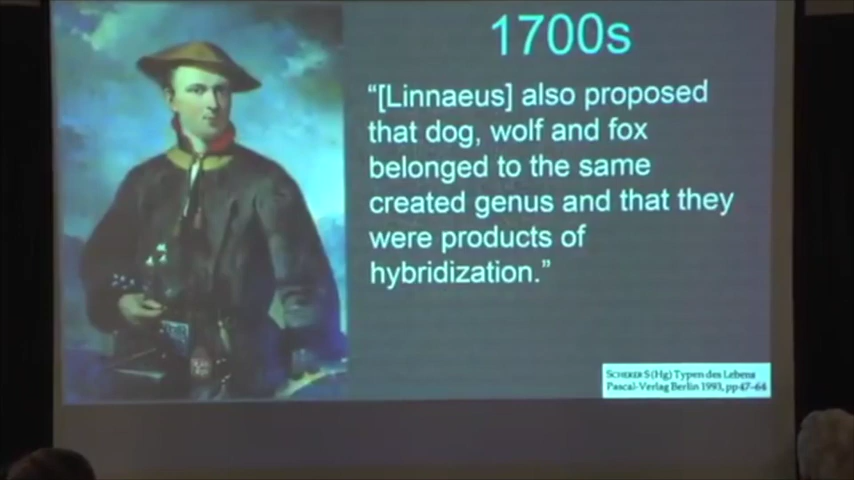 1700s
“[Linnaeus] also proposed
that dog, wolf and fox
belonged to the same
created genus and that they
were products of
hybridization.”
SCHERER S (Hg) Typen des Lebens
Pascal-Verlag Berlin 1993, pp 47-64